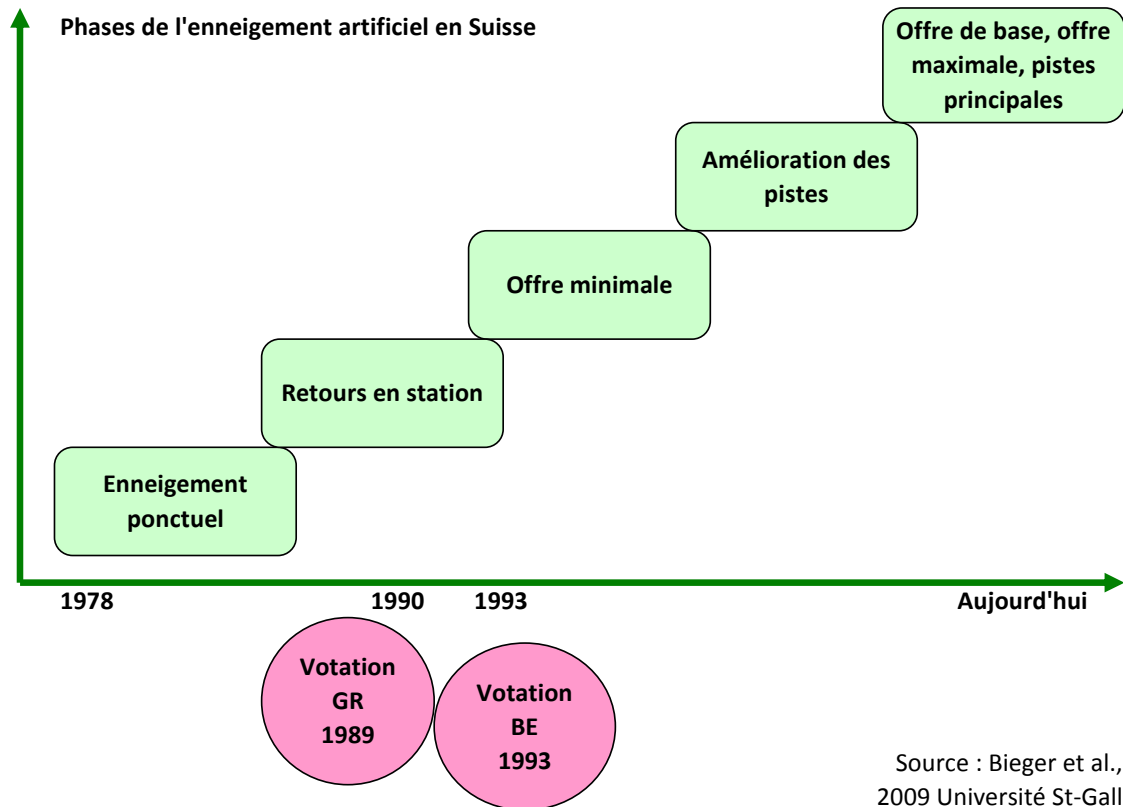 Phases de l'enneigement artificiel en Suisse
Offre de base, offre
maximale, pistes
principales
Amélioration des
pistes
Offre minimale
Retours en station
Enneigement
ponctuel
1978
1990
1993
Aujourd'hui
Votation
GR
1989
Votation
BE
1993
Source : Bieger et al.,
2009 Université St-Gall